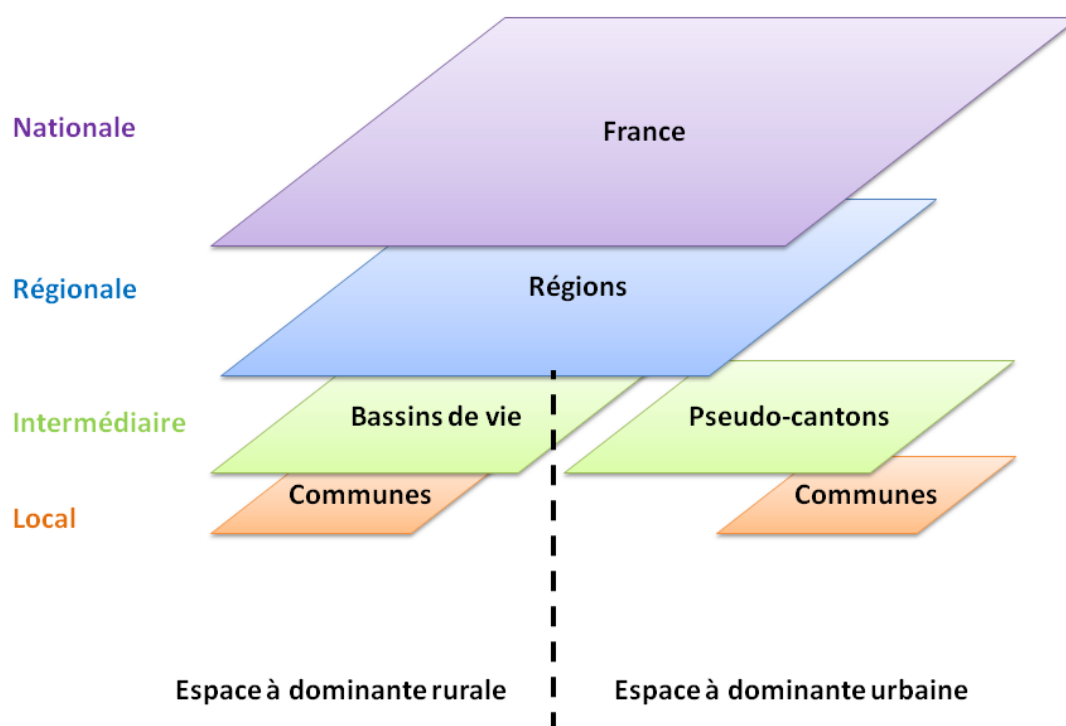 Nationale
France
Régionale
Régions
Intermédiaire
Bassins de vie
Pseudo-cantons
Local
Communes
Communes
Espace à dominante rurale
Espace à dominante urbaine